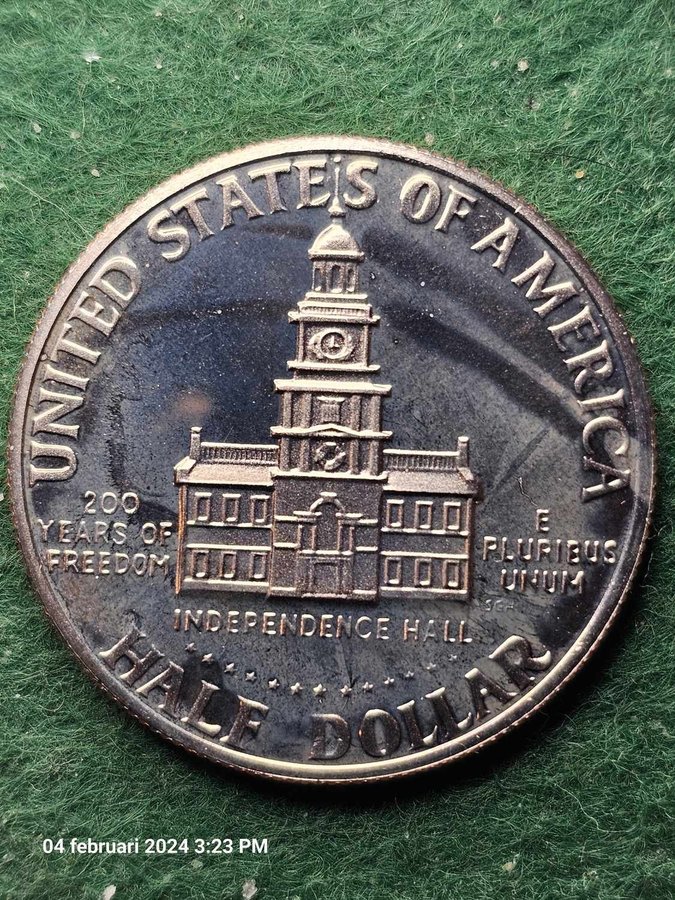 UNITED STATES OF AMERICA
200
YEARS OF
FREEDOM
E
PLURIBUS
UNUM
INDEPENDENCE HALL
HALF DOLLAR
04 februari 2024 3:23 PM